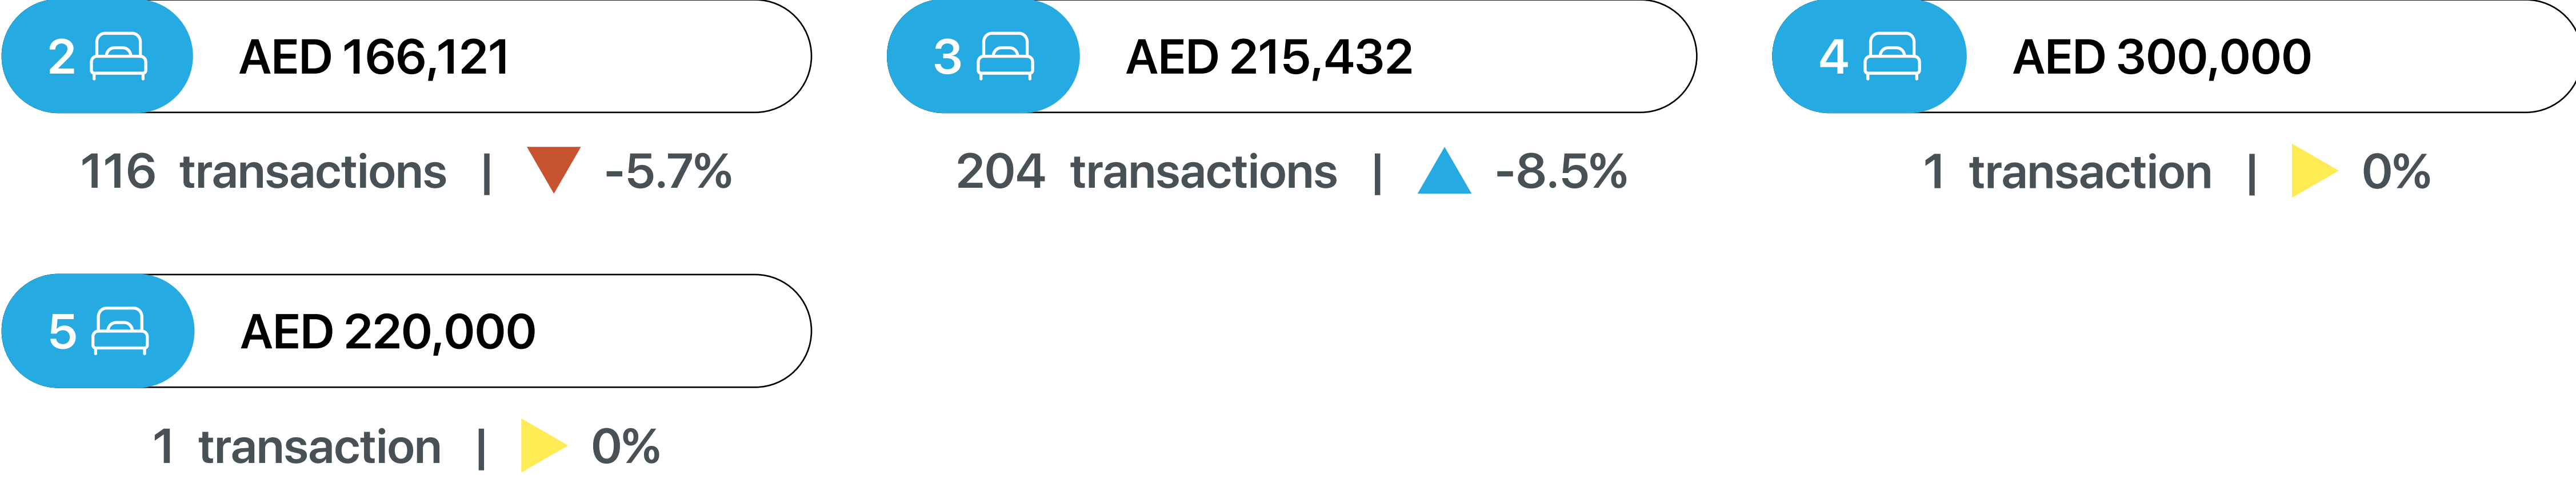 2 AED 166,121
116 transactions | ▼ -5.7%
3 AED 215,432
204 transactions | ▲ -8.5%
4 AED 300,000
1 transaction | ▶ 0%
5 AED 220,000
1 transaction | ▶ 0%